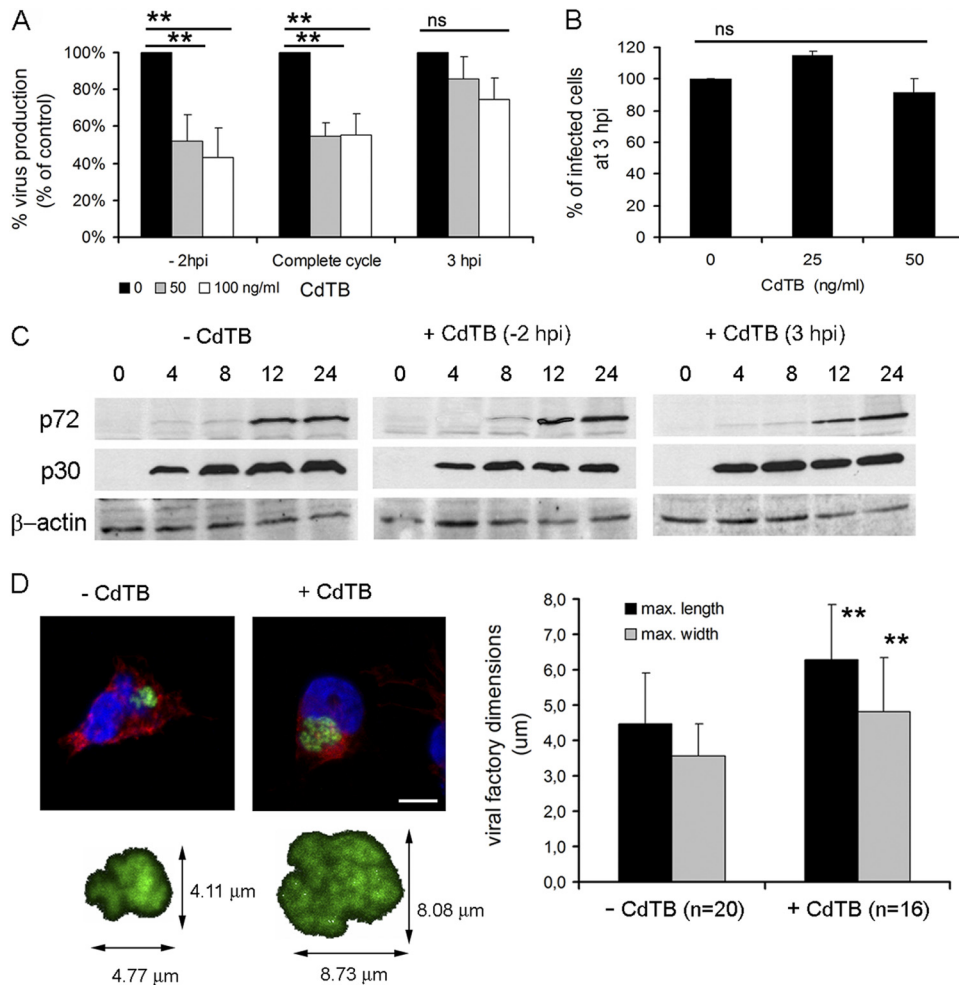 A
** ** ns
** **
100%
80%
60%
40%
20%
0%
% virus production
(% of control)
- 2hpi Complete cycle 3 hpi
0 50 100 ng/ml CdTB
B
ns
120
100
80
60
40
20
0
% of infected cells
at 3 hpi
0 25 50
CdTB (ng/ml)
C
- CdTB + CdTB (-2 hpi) + CdTB (3 hpi)
0 4 8 12 24 0 4 8 12 24 0 4 8 12 24
p72
p30
β–actin
D
- CdTB + CdTB
4.11 μm
4.77 μm
8.08 μm
8.73 μm
viral factory dimensions
(um)
8,0
7,0
6,0
5,0
4,0
3,0
2,0
1,0
0,0
max. length
max. width
**
**
– CdTB (n=20) + CdTB (n=16)